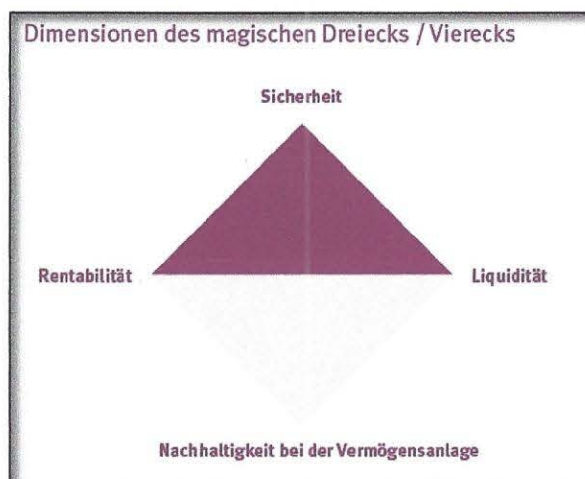 Dimensionen des magischen Dreiecks / Vierecks
Sicherheit
Rentabilität
Liquidität
Nachhaltigkeit bei der Vermögensanlage